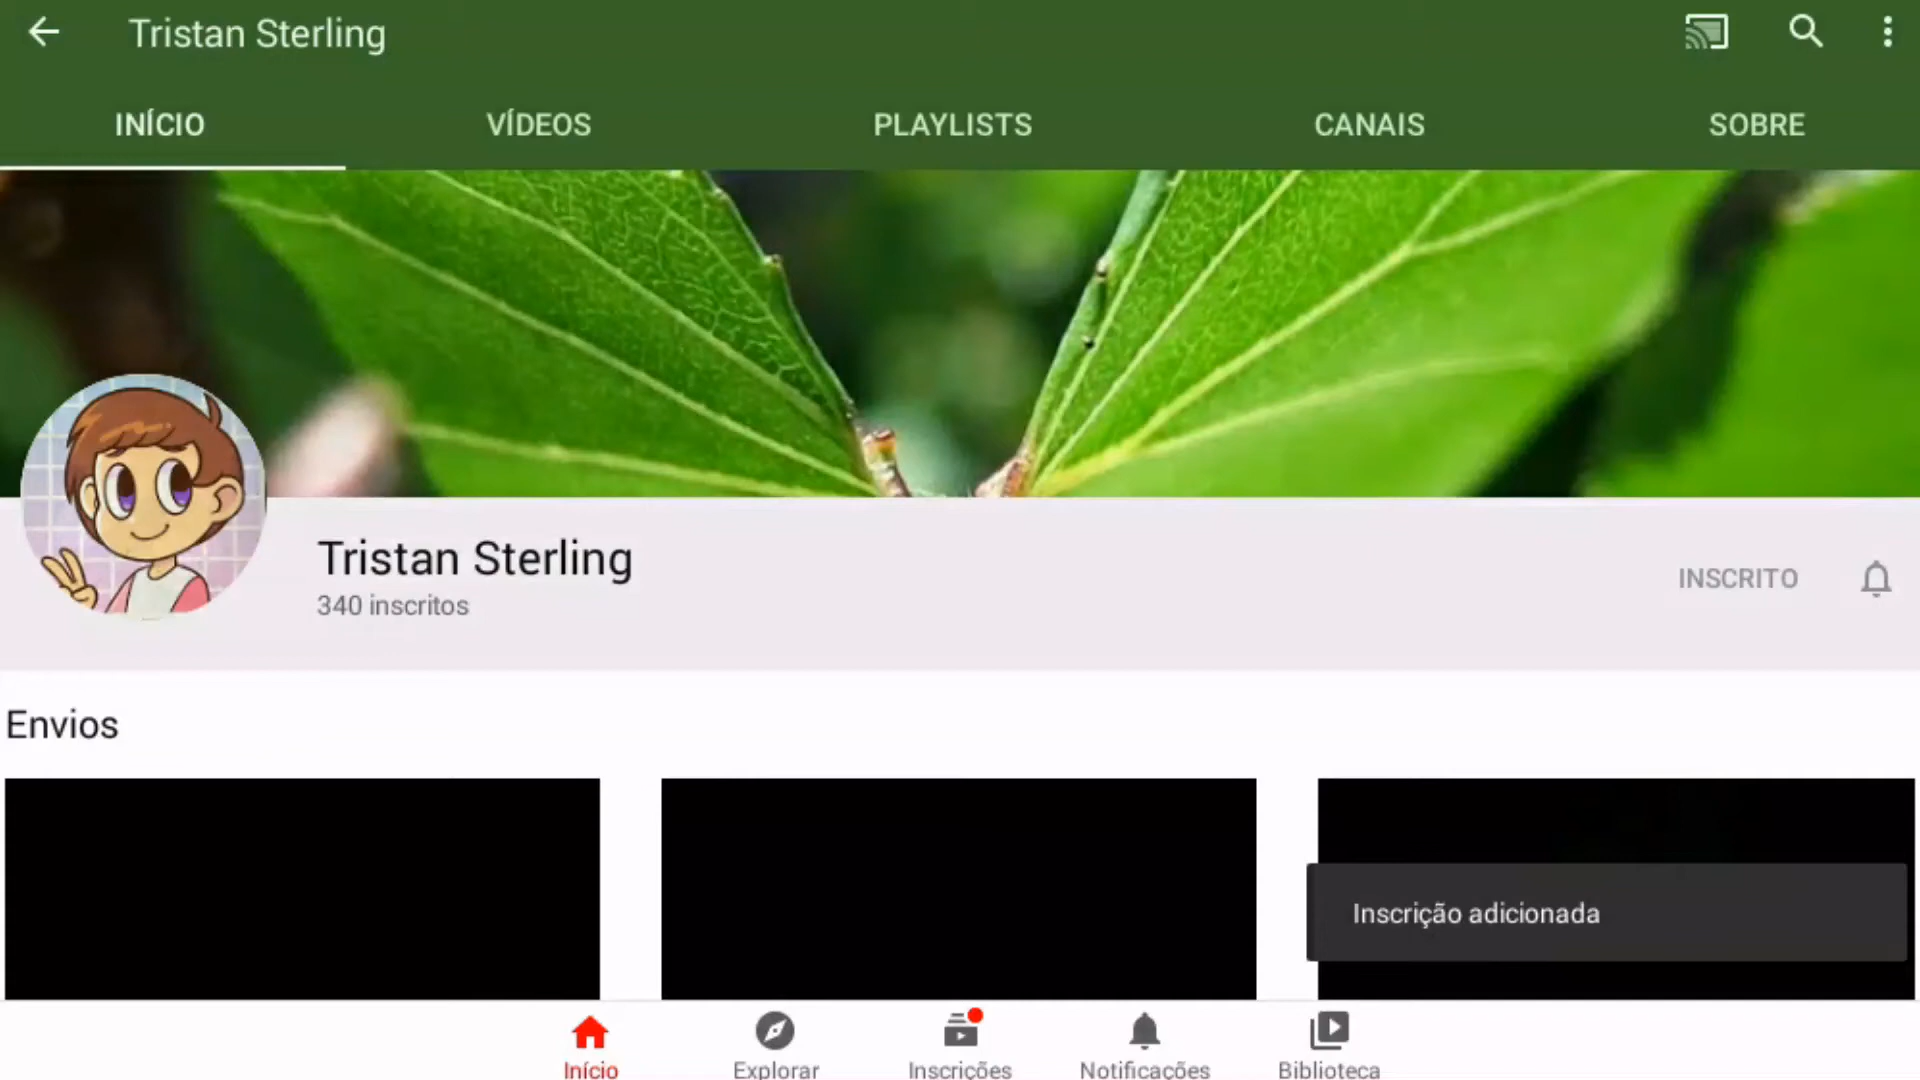 Tristan Sterling
INÍCIO
VÍDEOS
PLAYLISTS
CANAIS
SOBRE
Tristan Sterling
340 inscritos
INSCRITO
Envios
Inscrição adicionada
Início
Explorar
Inscrições
Notificações
Biblioteca